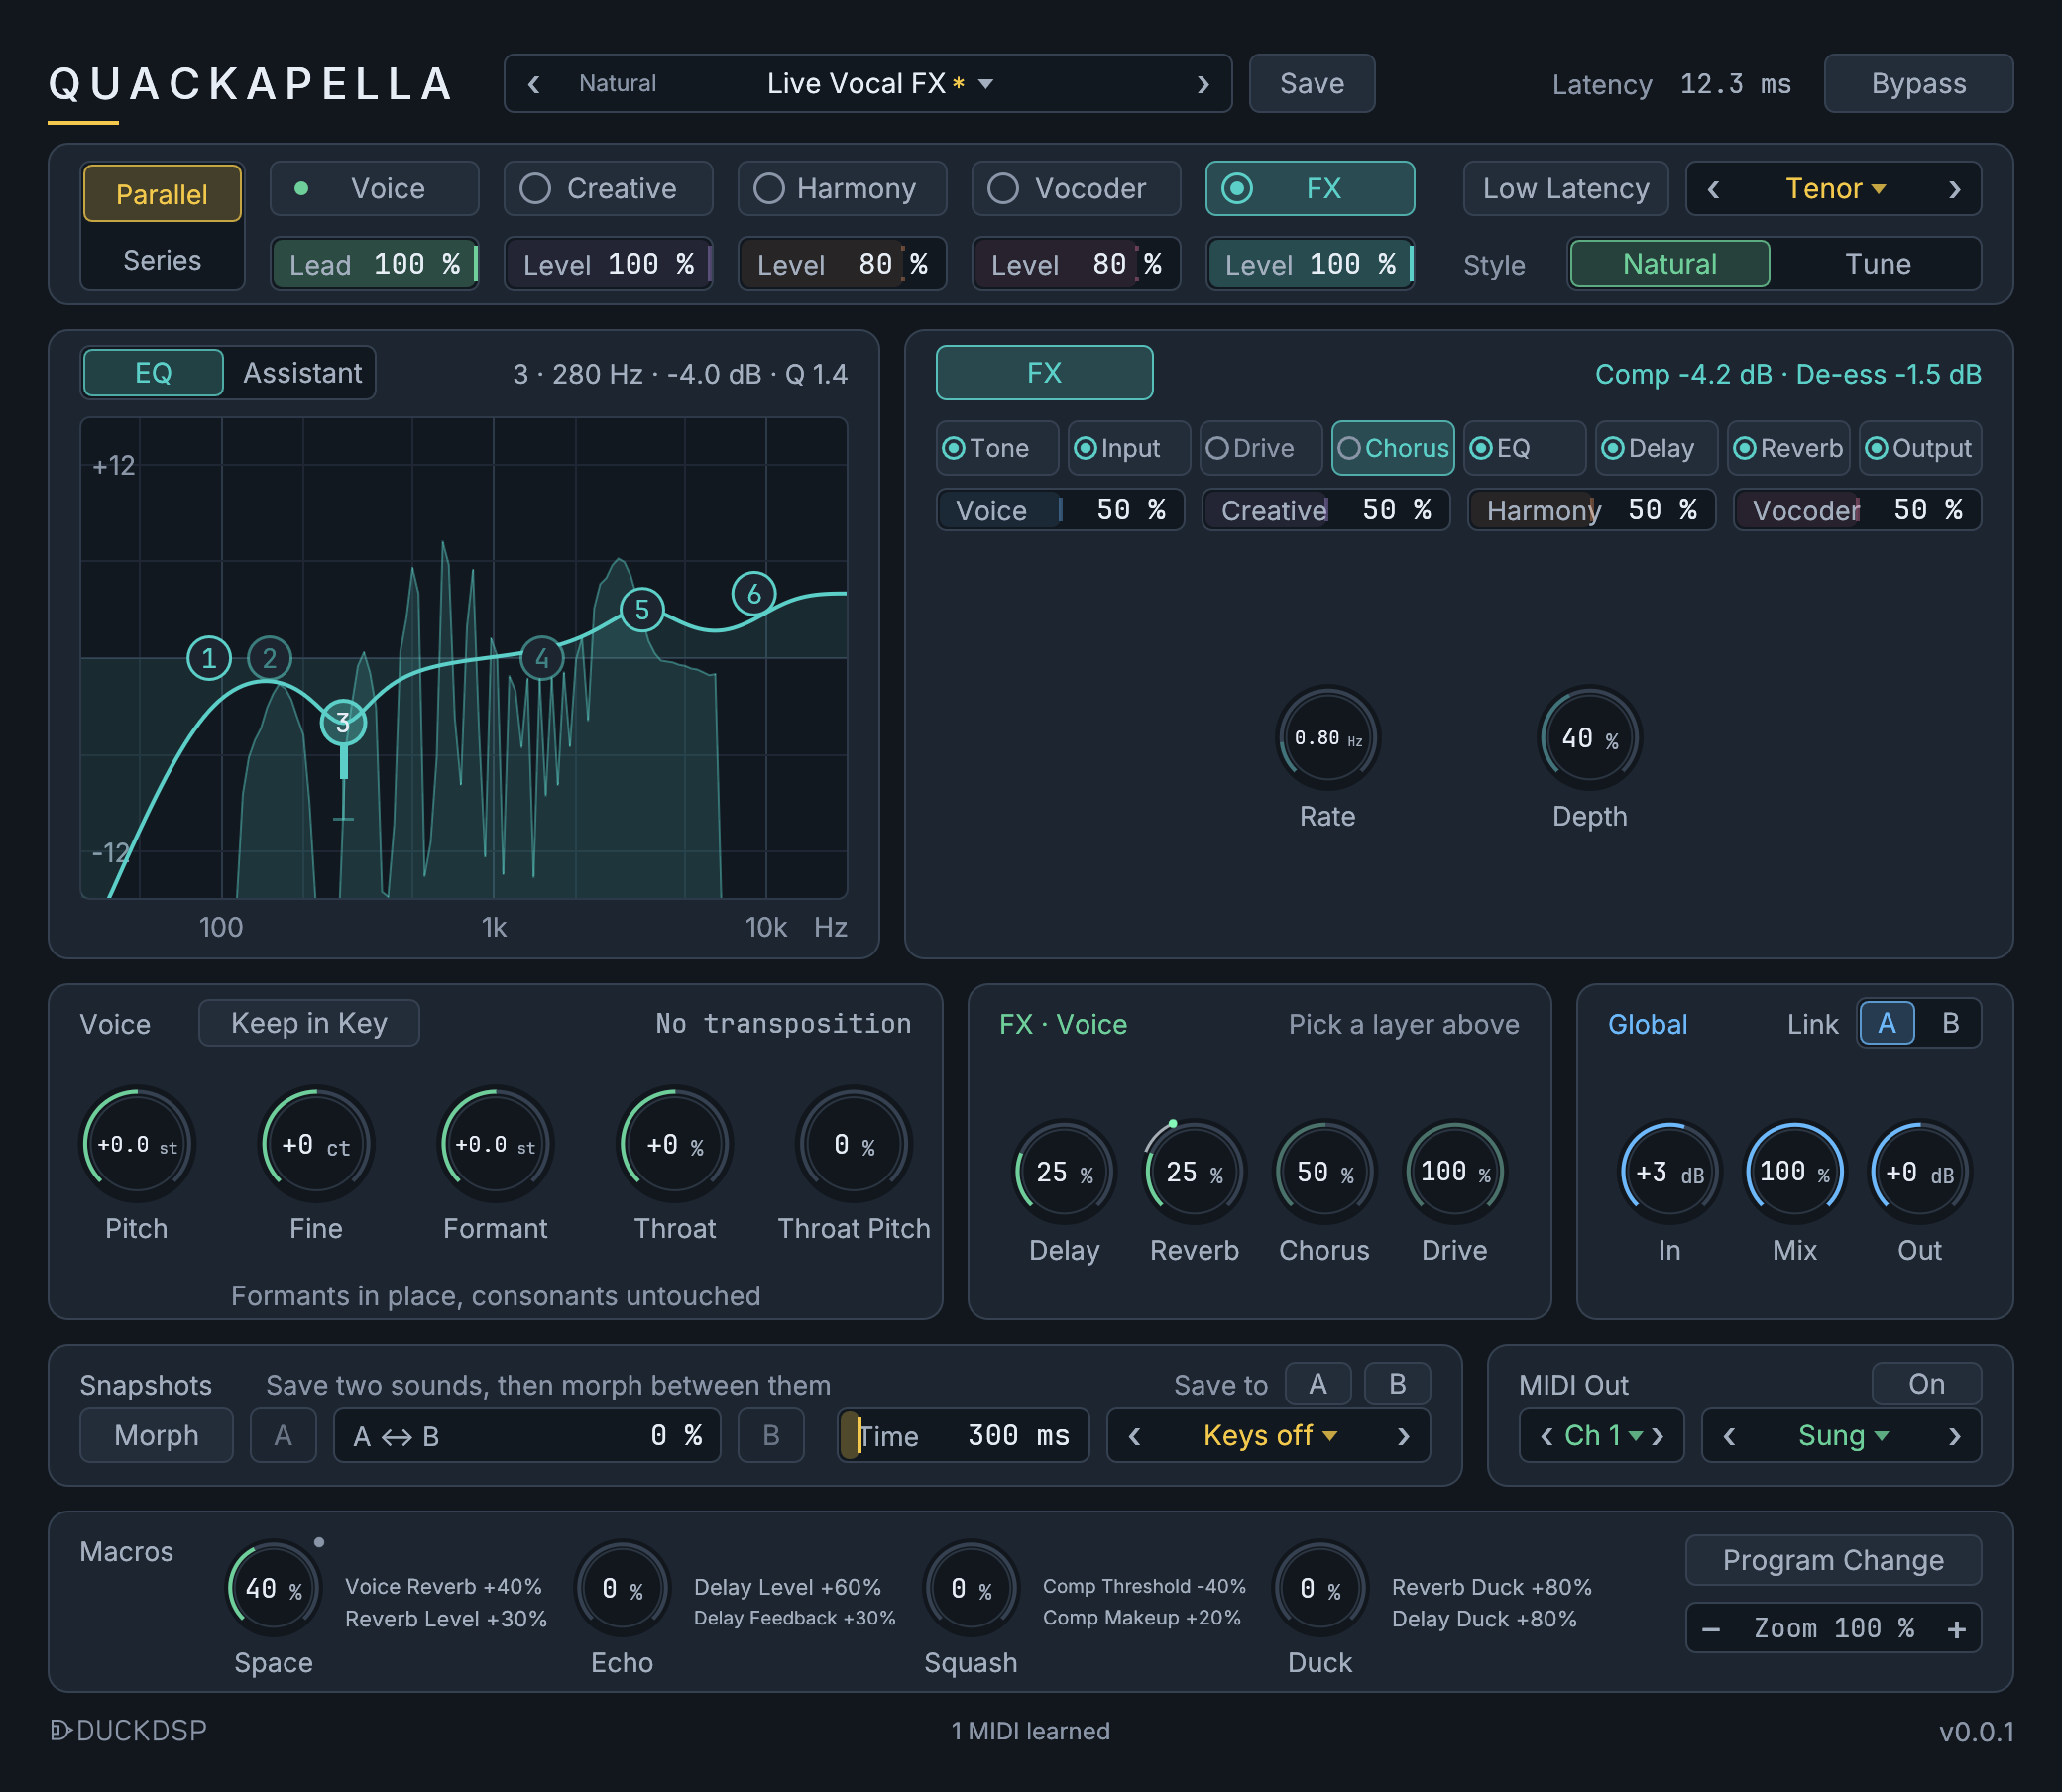 QUACKAPELLA
‹ Natural Live Vocal FX * ›
Save
Latency 12.3 ms
Bypass
Parallel
Voice
Creative
Harmony
Vocoder
FX
Low Latency
‹ Tenor ›
Series
Lead 100 %
Level 100 %
Level 80 %
Level 80 %
Level 100 %
Style
Natural
Tune
EQ
Assistant
3 · 280 Hz · -4.0 dB · Q 1.4
+12
-12
1
2
3
4
5
6
100
1k
10k
Hz
FX
Comp -4.2 dB · De-ess -1.5 dB
Tone
Input
Drive
Chorus
EQ
Delay
Reverb
Output
Voice 50 %
Creative 50 %
Harmony 50 %
Vocoder 50 %
0.80 Hz
40 %
Rate
Depth
Voice
Keep in Key
No transposition
+0.0 st
+0 ct
+0.0 st
+0 %
0 %
Pitch
Fine
Formant
Throat
Throat Pitch
Formants in place, consonants untouched
FX · Voice
Pick a layer above
25 %
25 %
50 %
100 %
Delay
Reverb
Chorus
Drive
Global
Link
A
B
+3 dB
100 %
+0 dB
In
Mix
Out
Snapshots
Save two sounds, then morph between them
Save to
A
B
Morph
A
A ↔ B 0 %
B
Time 300 ms
‹ Keys off ›
MIDI Out
On
‹ Ch 1 ›
‹ Sung ›
Macros
40 %
Space
Voice Reverb +40%
Reverb Level +30%
0 %
Echo
Delay Level +60%
Delay Feedback +30%
0 %
Squash
Comp Threshold -40%
Comp Makeup +20%
0 %
Duck
Reverb Duck +80%
Delay Duck +80%
Program Change
− Zoom 100 % +
DUCKDSP
1 MIDI learned
v0.0.1